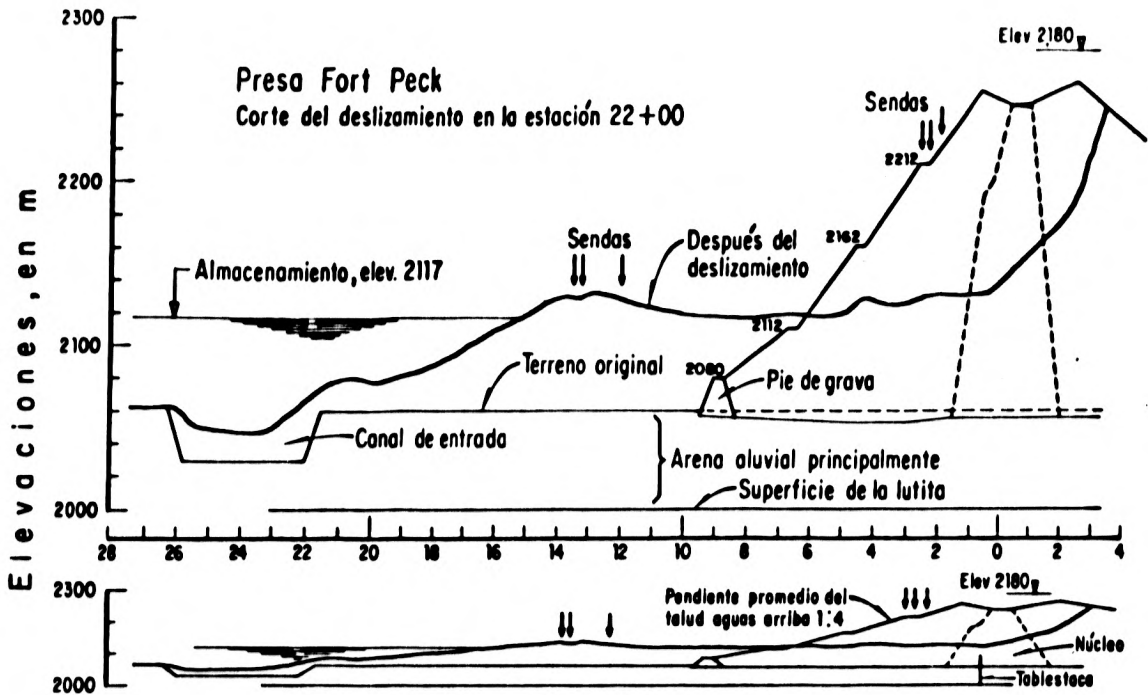 2300
Elev 2180
Presa Fort Peck
Corte del deslizamiento en la estación 22+00
Sendas
2212
2200
2162
Sendas
Después del
deslizamiento
Almacenamiento, elev. 2117
2112
2100
2080
Terreno original
Pie de grava
Canal de entrada
Arena aluvial principalmente
Superficie de la lutita
2000
Elevaciones, en m
28 26 24 22 20 18 16 14 12 10 8 6 4 2 0 2 4
2300
Elev 2180
Pendiente promedio del
talud aguas arriba 1:4
Núcleo
2000
Tablestaca